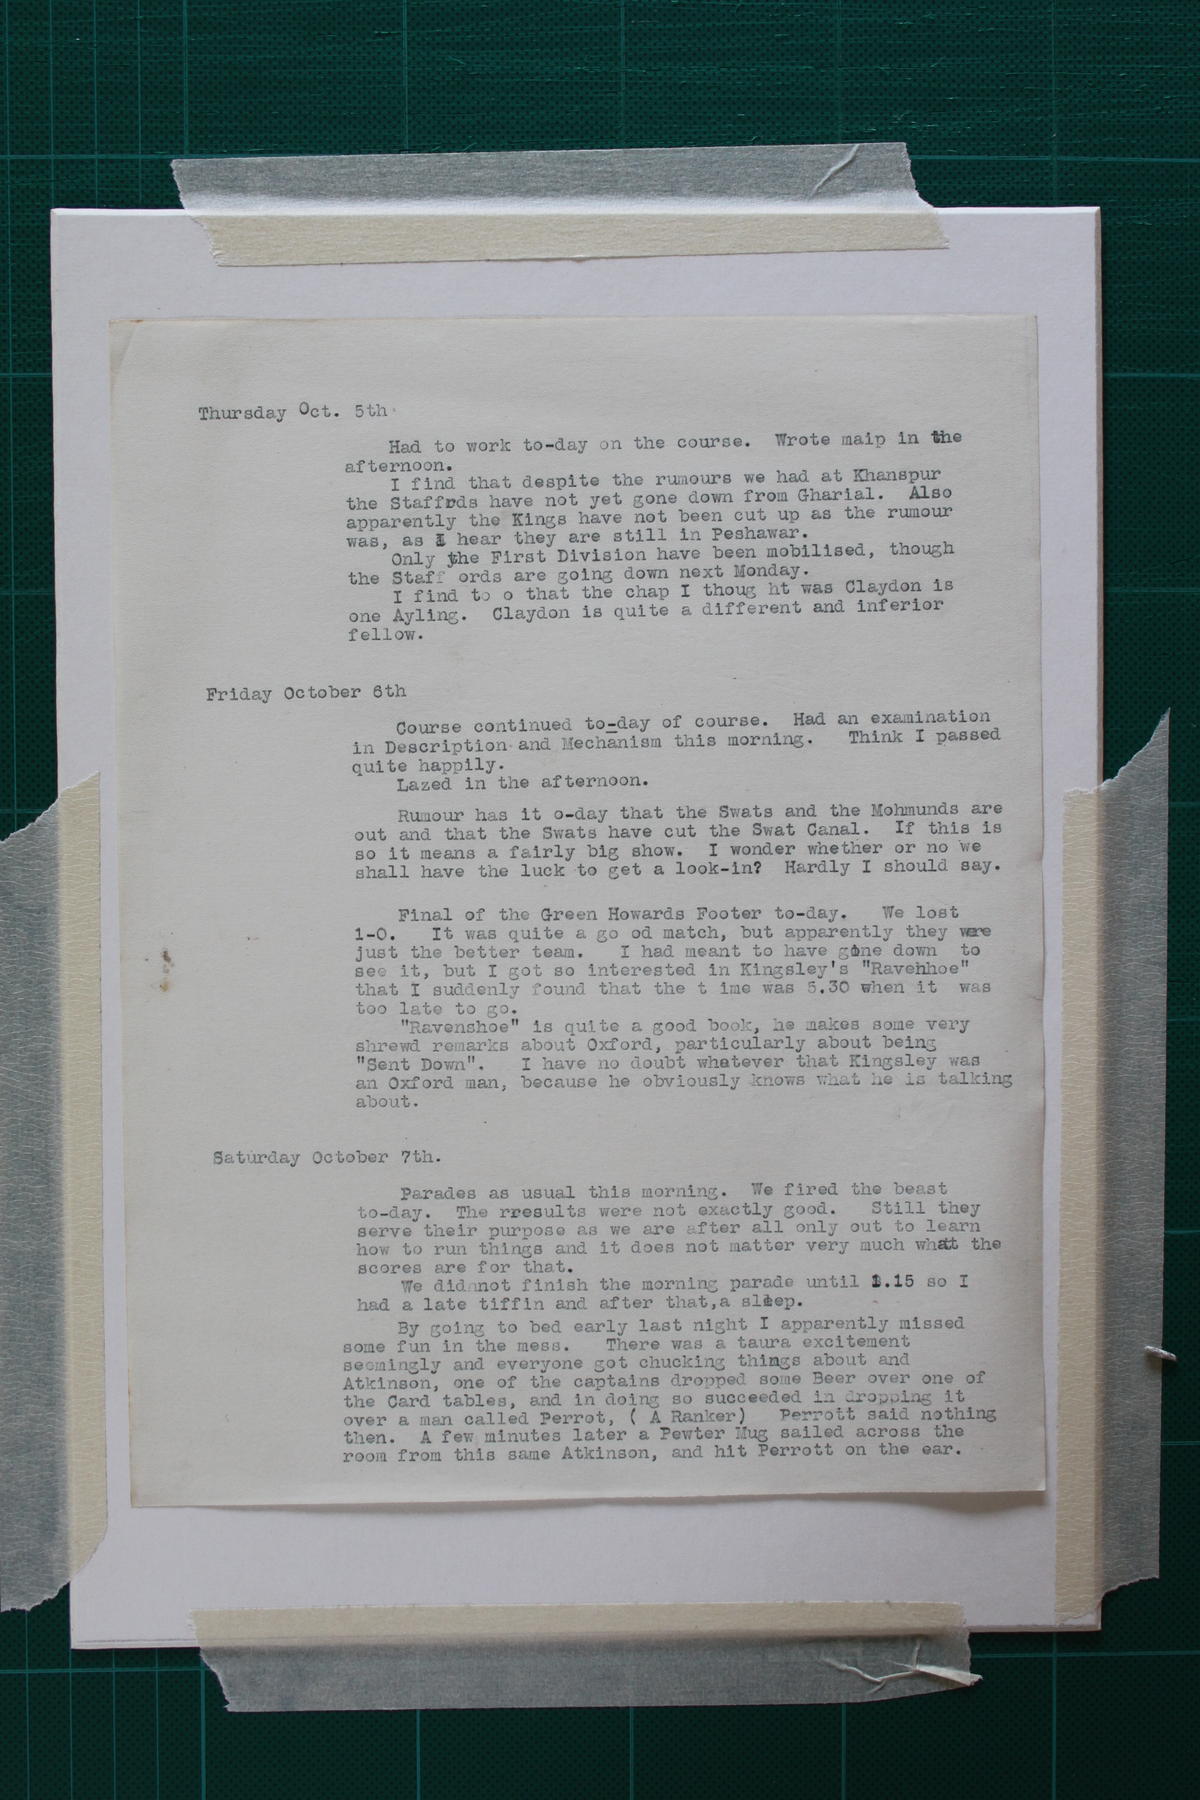 Thursday Oct. 5th
Had to work to-day on the course. Wrote maip in the
afternoon.
I find that despite the rumours we had at Khanspur
the Staffrds have not yet gone down from Gharial. Also
apparently the Kings have not been cut up as the rumour
was, as I hear they are still in Peshawar.
Only the First Division have been mobilised, though
the Staff ords are going down next Monday.
I find to o that the chap I thoug ht was Claydon is
one Ayling. Claydon is quite a different and inferior
fellow.
Friday October 6th
Course continued to-day of course. Had an examination
in Description and Mechanism this morning. Think I passed
quite happily.
Lazed in the afternoon.
Rumour has it o-day that the Swats and the Mohmunds are
out and that the Swats have cut the Swat Canal. If this is
so it means a fairly big show. I wonder whether or no we
shall have the luck to get a look-in? Hardly I should say.
Final of the Green Howards Footer to-day. We lost
1-0. It was quite a go od match, but apparently they were
just the better team. I had meant to have gone down to
see it, but I got so interested in Kingsley's "Ravenhoe"
that I suddenly found that the t ime was 5.30 when it was
too late to go.
"Ravenshoe" is quite a good book, he makes some very
shrewd remarks about Oxford, particularly about being
"Sent Down". I have no doubt whatever that Kingsley was
an Oxford man, because he obviously knows what he is talking
about.
Saturday October 7th.
Parades as usual this morning. We fired the beast
to-day. The rresults were not exactly good. Still they
serve their purpose as we are after all only out to learn
how to run things and it does not matter very much what the
scores are for that.
We did not finish the morning parade until 1.15 so I
had a late tiffin and after that,a sleep.
By going to bed early last night I apparently missed
some fun in the mess. There was a taura excitement
seemingly and everyone got chucking things about and
Atkinson, one of the captains dropped some Beer over one of
the Card tables, and in doing so succeeded in dropping it
over a man called Perrot, ( A Ranker) Perrott said nothing
then. A few minutes later a Pewter Mug sailed across the
room from this same Atkinson, and hit Perrott on the ear.